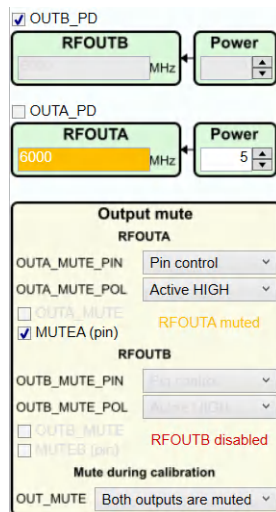 OUTB_PD
RFOUTB
Power
MHz
OUTA_PD
RFOUTA
Power
6000
MHz
5
Output mute
RFOUTA
OUTA_MUTE_PIN
Pin control
OUTA_MUTE_POL
Active HIGH
OUTA_MUTE
RFOUTA muted
MUTEA (pin)
RFOUTB
OUTB_MUTE_PIN
Pin control
OUTB_MUTE_POL
Active HIGH
OUTB_MUTE
RFOUTB disabled
MUTEB (pin)
Mute during calibration
OUT_MUTE
Both outputs are muted